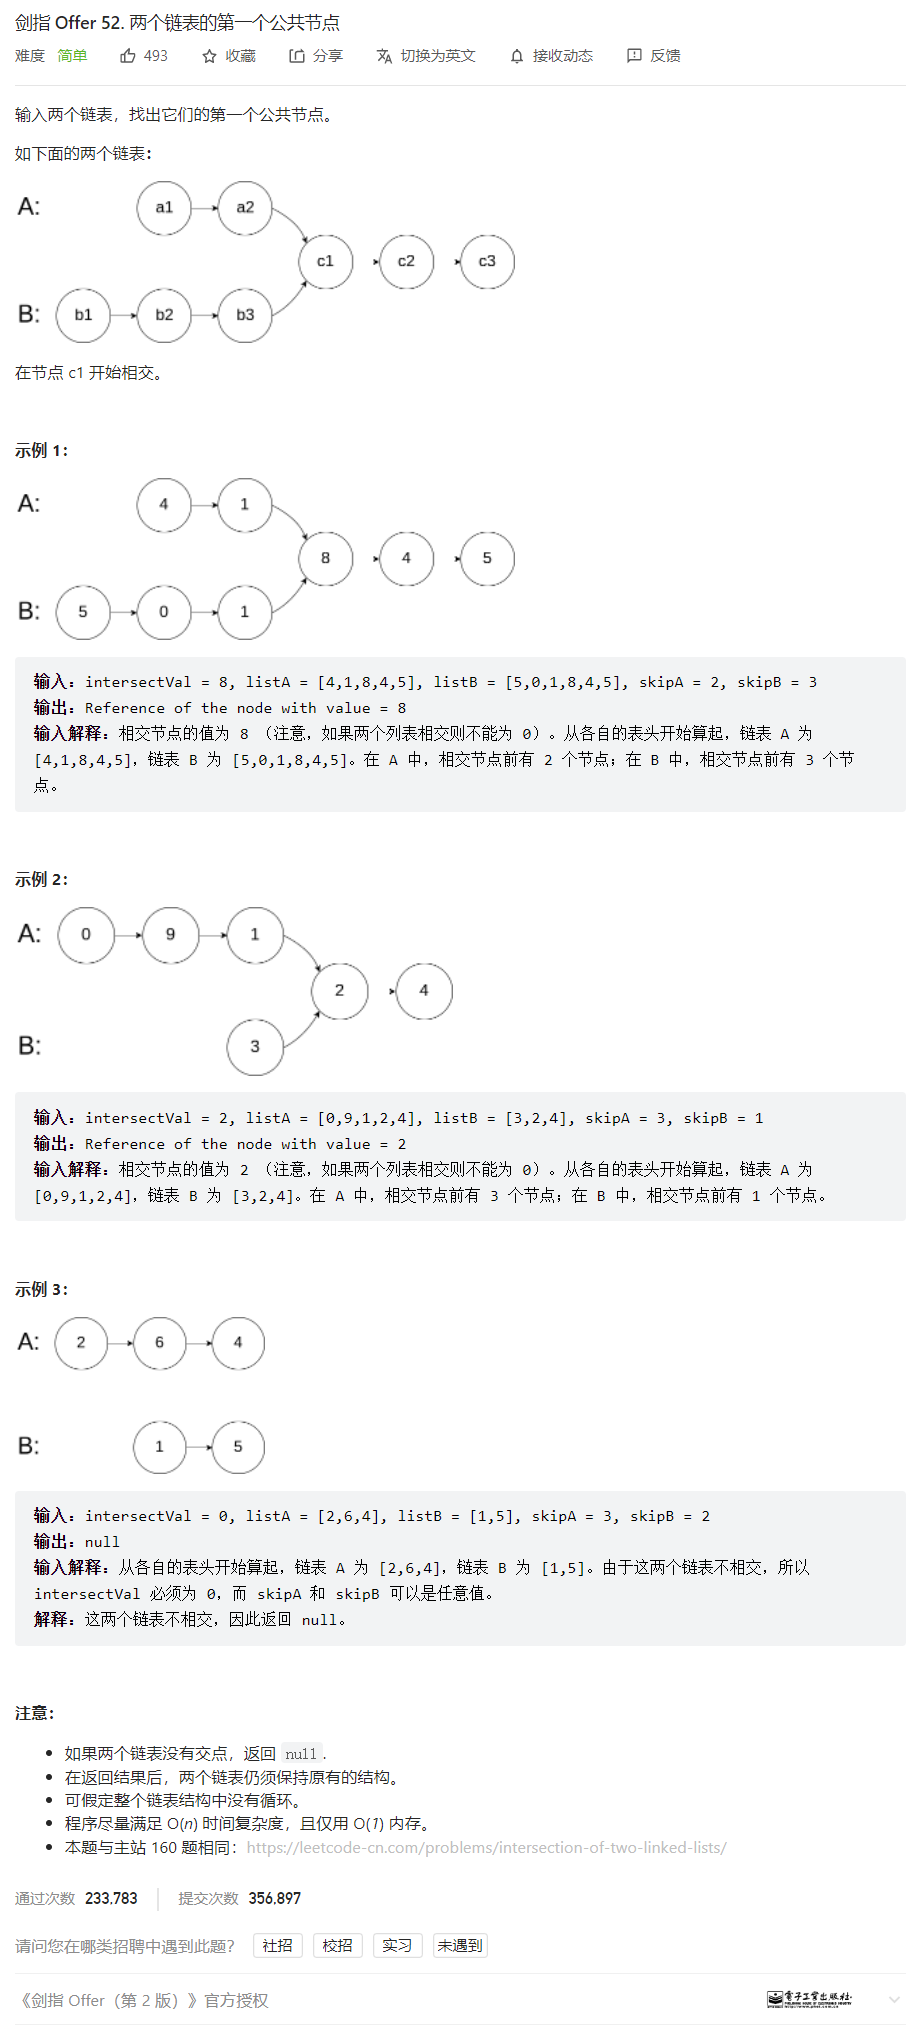 剑指 Offer 52. 两个链表的第一个公共节点
难度 简单 493 收藏 分享 切换为英文 接收动态 反馈
输入两个链表，找出它们的第一个公共节点。
如下面的两个链表：
A: a1 a2
c1 c2 c3
B: b1 b2 b3
在节点 c1 开始相交。
示例 1：
A: 4 1
8 4 5
B: 5 0 1
输入：intersectVal = 8, listA = [4,1,8,4,5], listB = [5,0,1,8,4,5], skipA = 2, skipB = 3
输出：Reference of the node with value = 8
输入解释：相交节点的值为 8 （注意，如果两个列表相交则不能为 0）。从各自的表头开始算起，链表 A 为
[4,1,8,4,5]，链表 B 为 [5,0,1,8,4,5]。在 A 中，相交节点前有 2 个节点；在 B 中，相交节点前有 3 个节
点。
示例 2：
A: 0 9 1
2 4
B: 3
输入：intersectVal = 2, listA = [0,9,1,2,4], listB = [3,2,4], skipA = 3, skipB = 1
输出：Reference of the node with value = 2
输入解释：相交节点的值为 2 （注意，如果两个列表相交则不能为 0）。从各自的表头开始算起，链表 A 为
[0,9,1,2,4]，链表 B 为 [3,2,4]。在 A 中，相交节点前有 3 个节点；在 B 中，相交节点前有 1 个节点。
示例 3：
A: 2 6 4
B: 1 5
输入：intersectVal = 0, listA = [2,6,4], listB = [1,5], skipA = 3, skipB = 2
输出：null
输入解释：从各自的表头开始算起，链表 A 为 [2,6,4]，链表 B 为 [1,5]。由于这两个链表不相交，所以
intersectVal 必须为 0，而 skipA 和 skipB 可以是任意值。
解释：这两个链表不相交，因此返回 null。
注意：
• 如果两个链表没有交点，返回 null.
• 在返回结果后，两个链表仍须保持原有的结构。
• 可假定整个链表结构中没有循环。
• 程序尽量满足 O(n) 时间复杂度，且仅用 O(1) 内存。
• 本题与主站 160 题相同：https://leetcode-cn.com/problems/intersection-of-two-linked-lists/
通过次数 233,783 提交次数 356,897
请问您在哪类招聘中遇到此题？ 社招 校招 实习 未遇到
《剑指 Offer（第 2 版）》官方授权 电子工业出版社